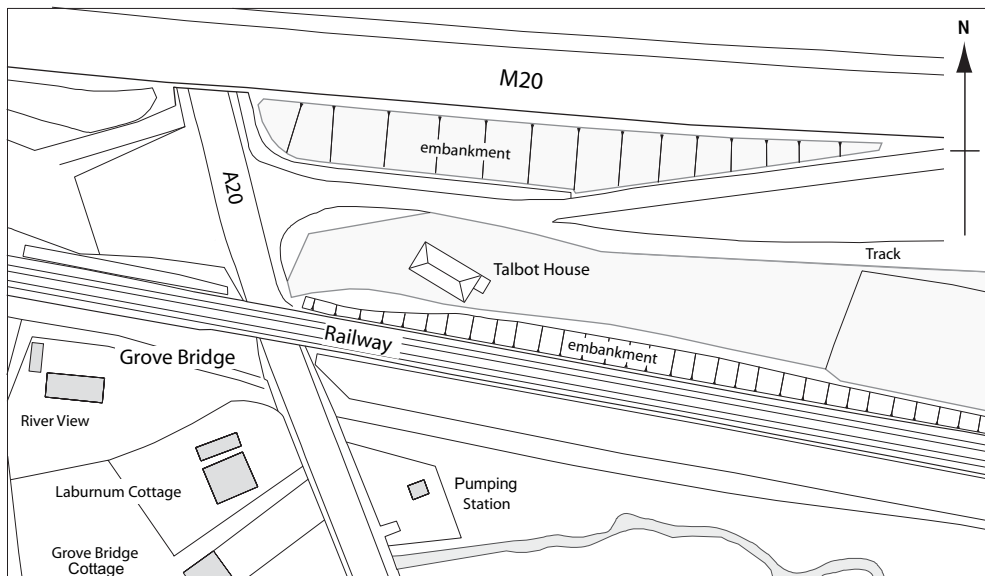 N
M20
embankment
A20
Track
Talbot House
Railway
embankment
Grove Bridge
River View
Laburnum Cottage
Pumping
Station
Grove Bridge
Cottage